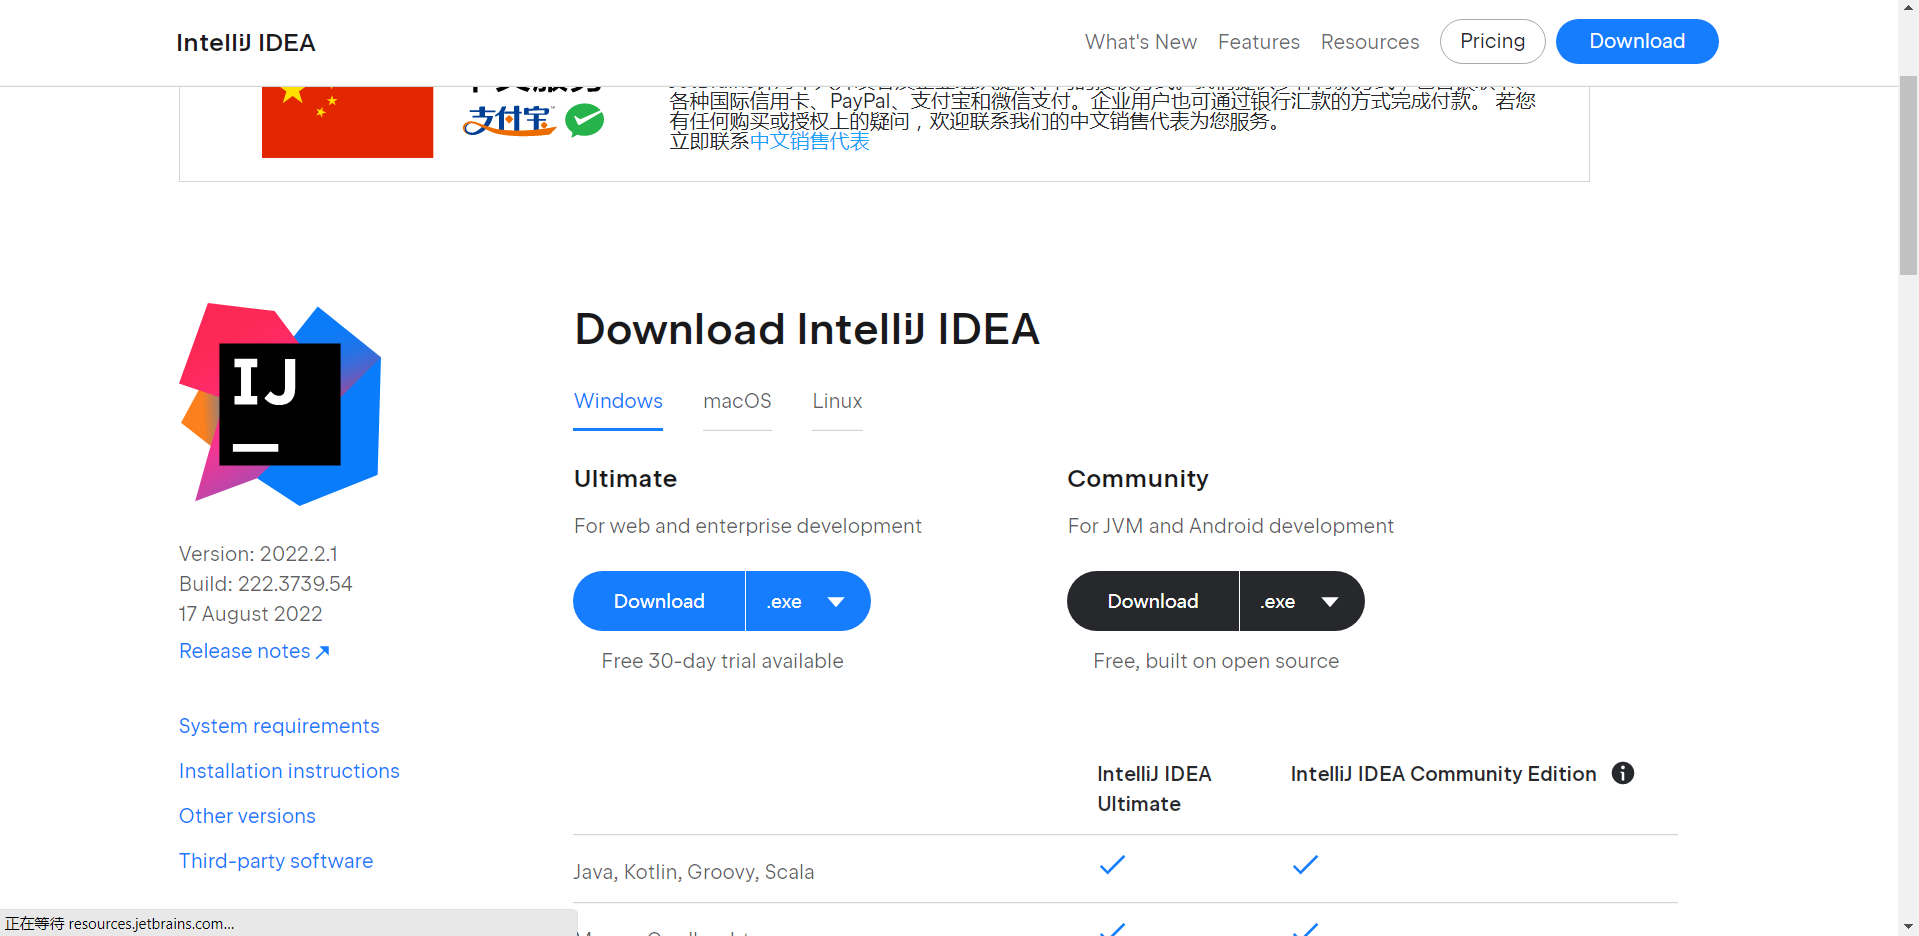 IntelliJ IDEA
What's New
Features
Resources
Pricing
Download
支付宝
各种国际信用卡、PayPal、支付宝和微信支付。企业用户也可通过银行汇款的方式完成付款。 若您
有任何购买或授权上的疑问，欢迎联系我们的中文销售代表为您服务。
立即联系中文销售代表
IJ
Version: 2022.2.1
Build: 222.3739.54
17 August 2022
Release notes
System requirements
Installation instructions
Other versions
Third-party software
Download IntelliJ IDEA
Windows
macOS
Linux
Ultimate
For web and enterprise development
Download
.exe
Free 30-day trial available
Community
For JVM and Android development
Download
.exe
Free, built on open source
IntelliJ IDEA
Ultimate
IntelliJ IDEA Community Edition
Java, Kotlin, Groovy, Scala
正在等待 resources.jetbrains.com...